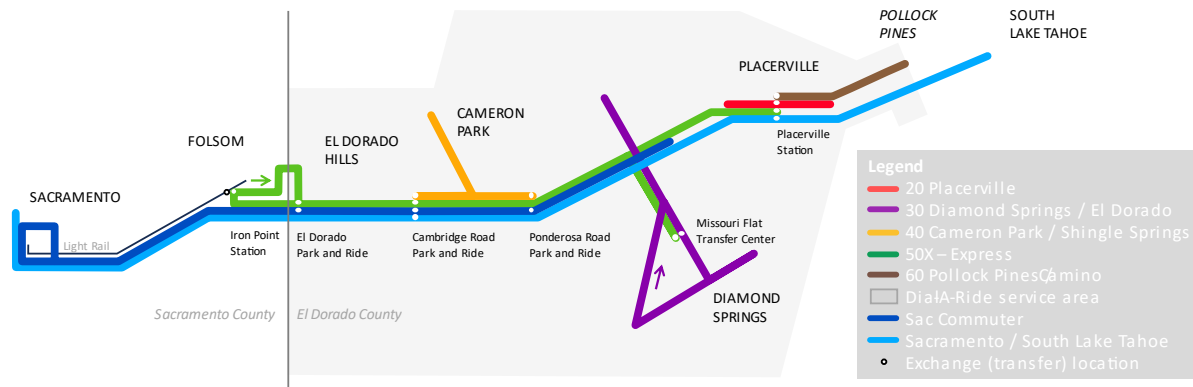 POLLOCK
PINES
SOUTH
LAKE TAHOE
PLACERVILLE
CAMERON
PARK
FOLSOM
EL DORADO
HILLS
Placerville
Station
SACRAMENTO
Light Rail
Iron Point
Station
El Dorado
Park and Ride
Cambridge Road
Park and Ride
Ponderosa Road
Park and Ride
Missouri Flat
Transfer Center
DIAMOND
SPRINGS
Sacramento County
El Dorado County
Legend
20 Placerville
30 Diamond Springs / El Dorado
40 Cameron Park / Shingle Springs
50X – Express
60 Pollock Pines/Camino
Dial-A-Ride service area
Sac Commuter
Sacramento / South Lake Tahoe
Exchange (transfer) location